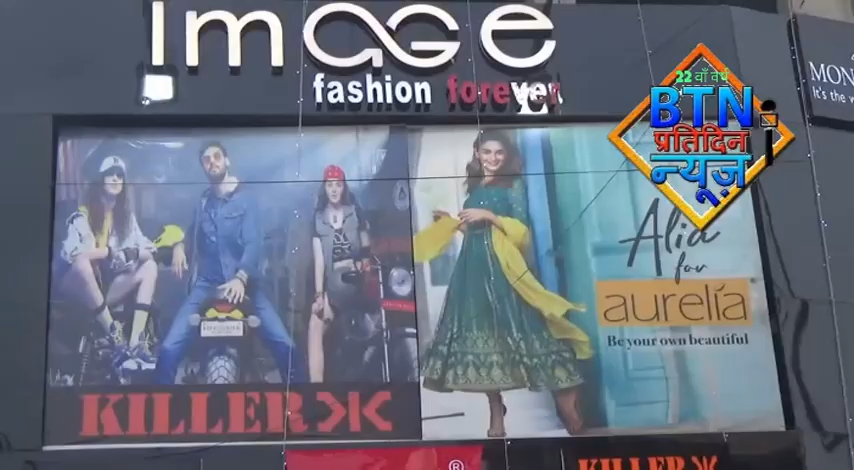 Image
fashion forever
22 वाँ वर्ष
BTN
प्रतिदिन
न्यूज़
MON
It's the w
Alia
for
aurelia
Be your own beautiful
KILLER
®
KILLER